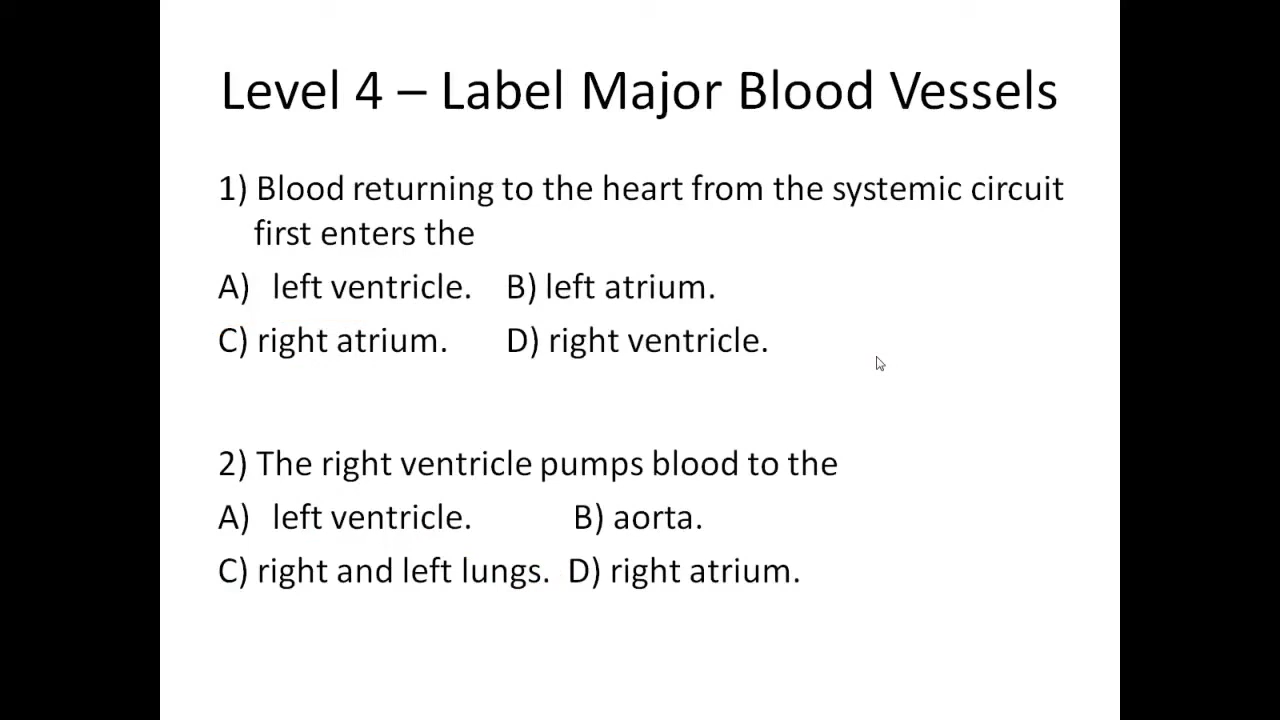 Level 4 – Label Major Blood Vessels
1) Blood returning to the heart from the systemic circuit
first enters the
A) left ventricle. B) left atrium.
C) right atrium. D) right ventricle.
2) The right ventricle pumps blood to the
A) left ventricle. B) aorta.
C) right and left lungs. D) right atrium.